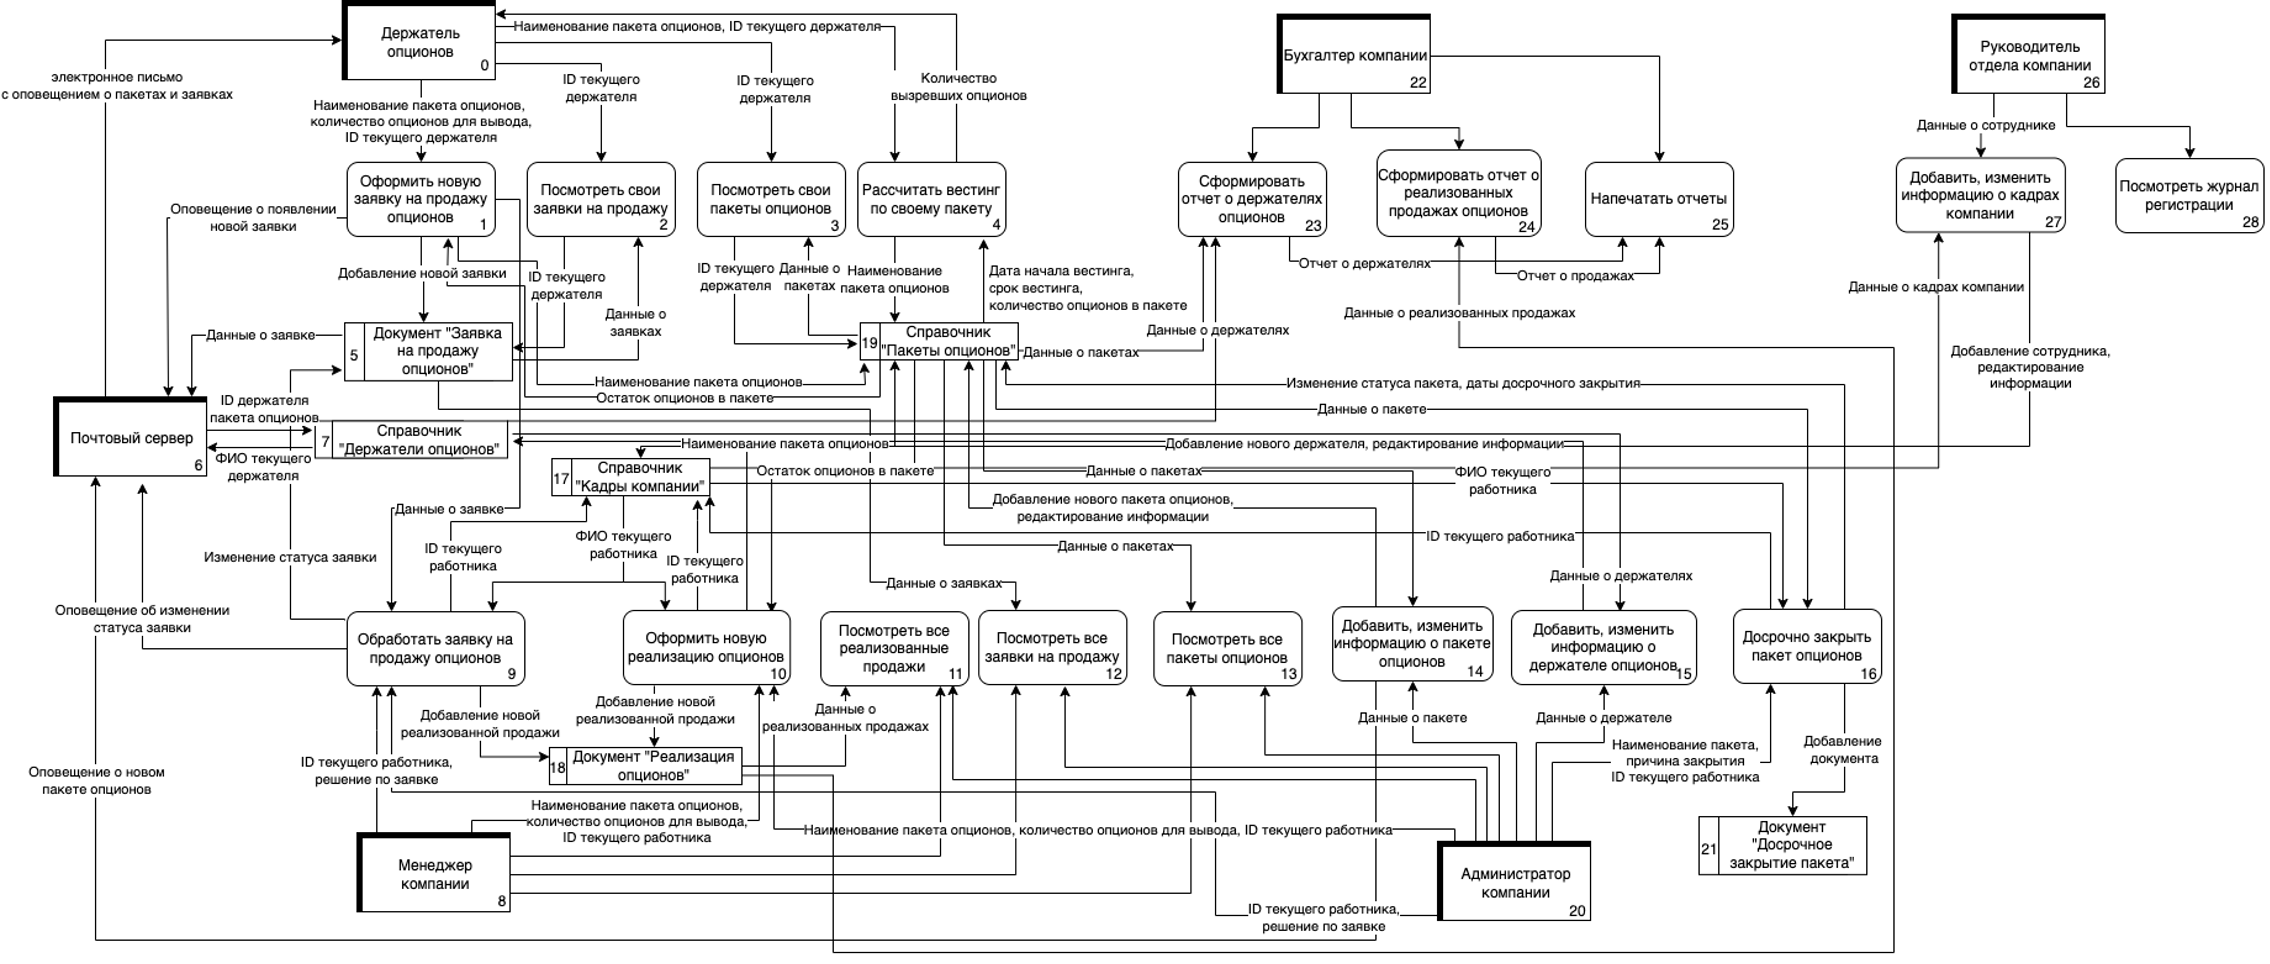 Держатель
опционов
0
Наименование пакета опционов, ID текущего держателя
Бухгалтер компании
22
Руководитель
отдела компании
26
электронное письмо
с оповещением о пакетах и заявках
ID текущего
держателя
ID текущего
держателя
Количество
вызревших опционов
Наименование пакета опционов,
количество опционов для вывода,
ID текущего держателя
Данные о сотруднике
Оформить новую
заявку на продажу
опционов
1
Посмотреть свои
заявки на продажу
2
Посмотреть свои
пакеты опционов
3
Рассчитать вестинг
по своему пакету
4
Сформировать
отчет о держателях
опционов
23
Сформировать отчет о
реализованных
продажах опционов
24
Напечатать отчеты
25
Добавить, изменить
информацию о кадрах
компании
27
Посмотреть журнал
регистрации
28
Оповещение о появлении
новой заявки
Добавление новой заявки
ID текущего
держателя
Данные о
заявках
ID текущего
держателя
Данные о
пакетах
Наименование
пакета опционов
Дата начала вестинга,
срок вестинга,
количество опционов в пакете
Отчет о держателях
Отчет о продажах
Данные о кадрах компании
Данные о реализованных продажах
Данные о держателях
Данные о заявке
5
Документ "Заявка
на продажу
опционов"
19
Справочник
"Пакеты опционов"
Данные о пакетах
Добавление сотрудника,
редактирование
информации
Наименование пакета опционов
Остаток опционов в пакете
Изменение статуса пакета, даты досрочного закрытия
Данные о пакете
ID держателя
пакета опционов
Почтовый сервер
6
7
Справочник
"Держатели опционов"
ФИО текущего
держателя
Наименование пакета опционов
Добавление нового держателя, редактирование информации
17
Справочник
"Кадры компании"
Остаток опционов в пакете
Данные о пакетах
ФИО текущего
работника
Данные о заявке
Добавление нового пакета опционов,
редактирование информации
ID текущего работника
Изменение статуса заявки
ID текущего
работника
ФИО текущего
работника
ID текущего
работника
Данные о пакетах
Данные о заявках
Данные о держателях
Оповещение об изменении
статуса заявки
Обработать заявку на
продажу опционов
9
Оформить новую
реализацию опционов
10
Посмотреть все
реализованные
продажи
11
Посмотреть все
заявки на продажу
12
Посмотреть все
пакеты опционов
13
Добавить, изменить
информации о пакете
опционов
14
Добавить, изменить
информацию о
держателе опционов
15
Досрочно закрыть
пакет опционов
16
Добавление новой
реализованной продажи
Добавление новой
реализованной продажи
Данные о
реализованных продажах
Данные о пакете
Данные о держателе
Наименование пакета,
причина закрытия
ID текущего работника
Добавление
документа
Оповещение о новом
пакете опционов
ID текущего работника,
решение по заявке
18
Документ "Реализация
опционов"
Наименование пакета опционов,
количество опционов для вывода,
ID текущего работника
Наименование пакета опционов, количество опционов для вывода, ID текущего работника
Менеджер
компании
8
Администратор
компании
20
21
Документ
"Досрочное
закрытие пакета"
ID текущего работника,
решение по заявке